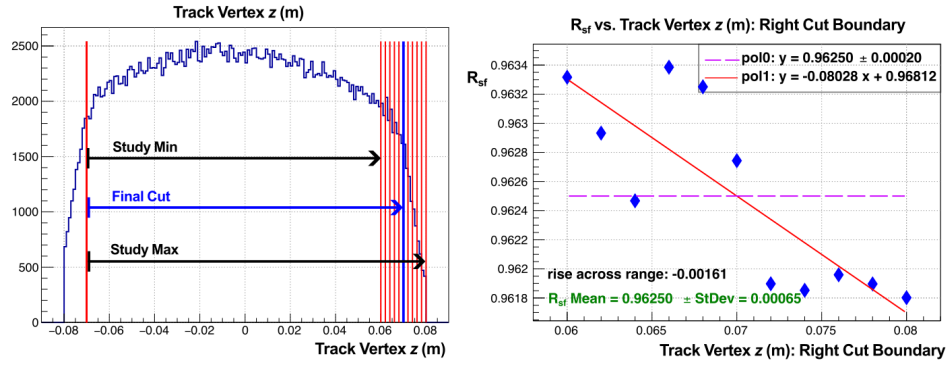 Track Vertex z (m)
2500
2000
1500
1000
500
0
Study Min
Final Cut
Study Max
−0.08 −0.06 −0.04 −0.02 0 0.02 0.04 0.06 0.08
Track Vertex z (m)
Rsf vs. Track Vertex z (m): Right Cut Boundary
Rsf
pol0: y = 0.96250 ± 0.00020
pol1: y = -0.08028 x + 0.96812
0.9634
0.9632
0.963
0.9628
0.9626
0.9624
0.9622
0.962
0.9618
rise across range: -0.00161
Rsf Mean = 0.96250 ± StDev = 0.00065
0.06 0.065 0.07 0.075 0.08
Track Vertex z (m): Right Cut Boundary